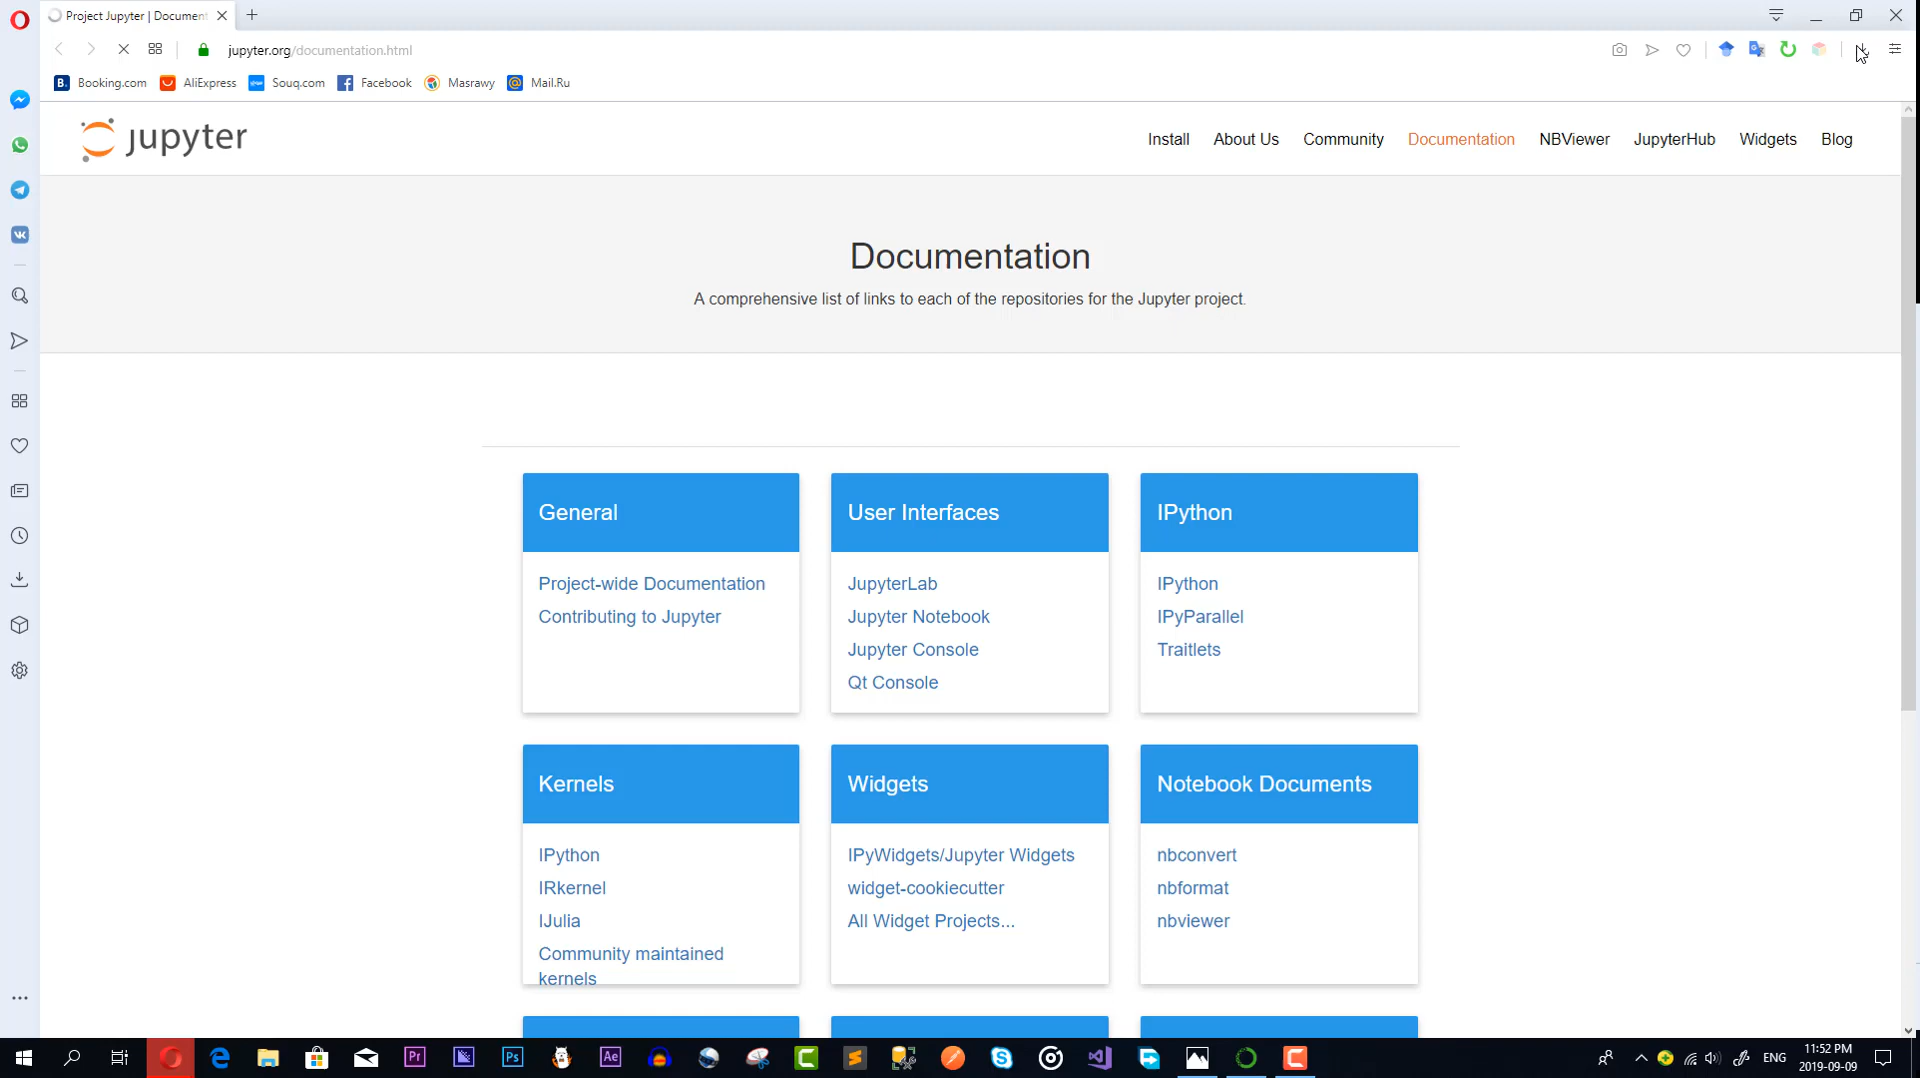 Project Jupyter | Document
jupyter.org/documentation.html
Booking.com AliExpress Souq.com Facebook Masrawy Mail.Ru
jupyter
Install About Us Community Documentation NBViewer JupyterHub Widgets Blog
Documentation
A comprehensive list of links to each of the repositories for the Jupyter project.
General
Project-wide Documentation
Contributing to Jupyter
User Interfaces
JupyterLab
Jupyter Notebook
Jupyter Console
Qt Console
IPython
IPython
IPyParallel
Traitlets
Kernels
IPython
IRkernel
IJulia
Community maintained
kernels
Widgets
IPyWidgets/Jupyter Widgets
widget-cookiecutter
All Widget Projects...
Notebook Documents
nbconvert
nbformat
nbviewer
ENG
11:52 PM
2019-09-09